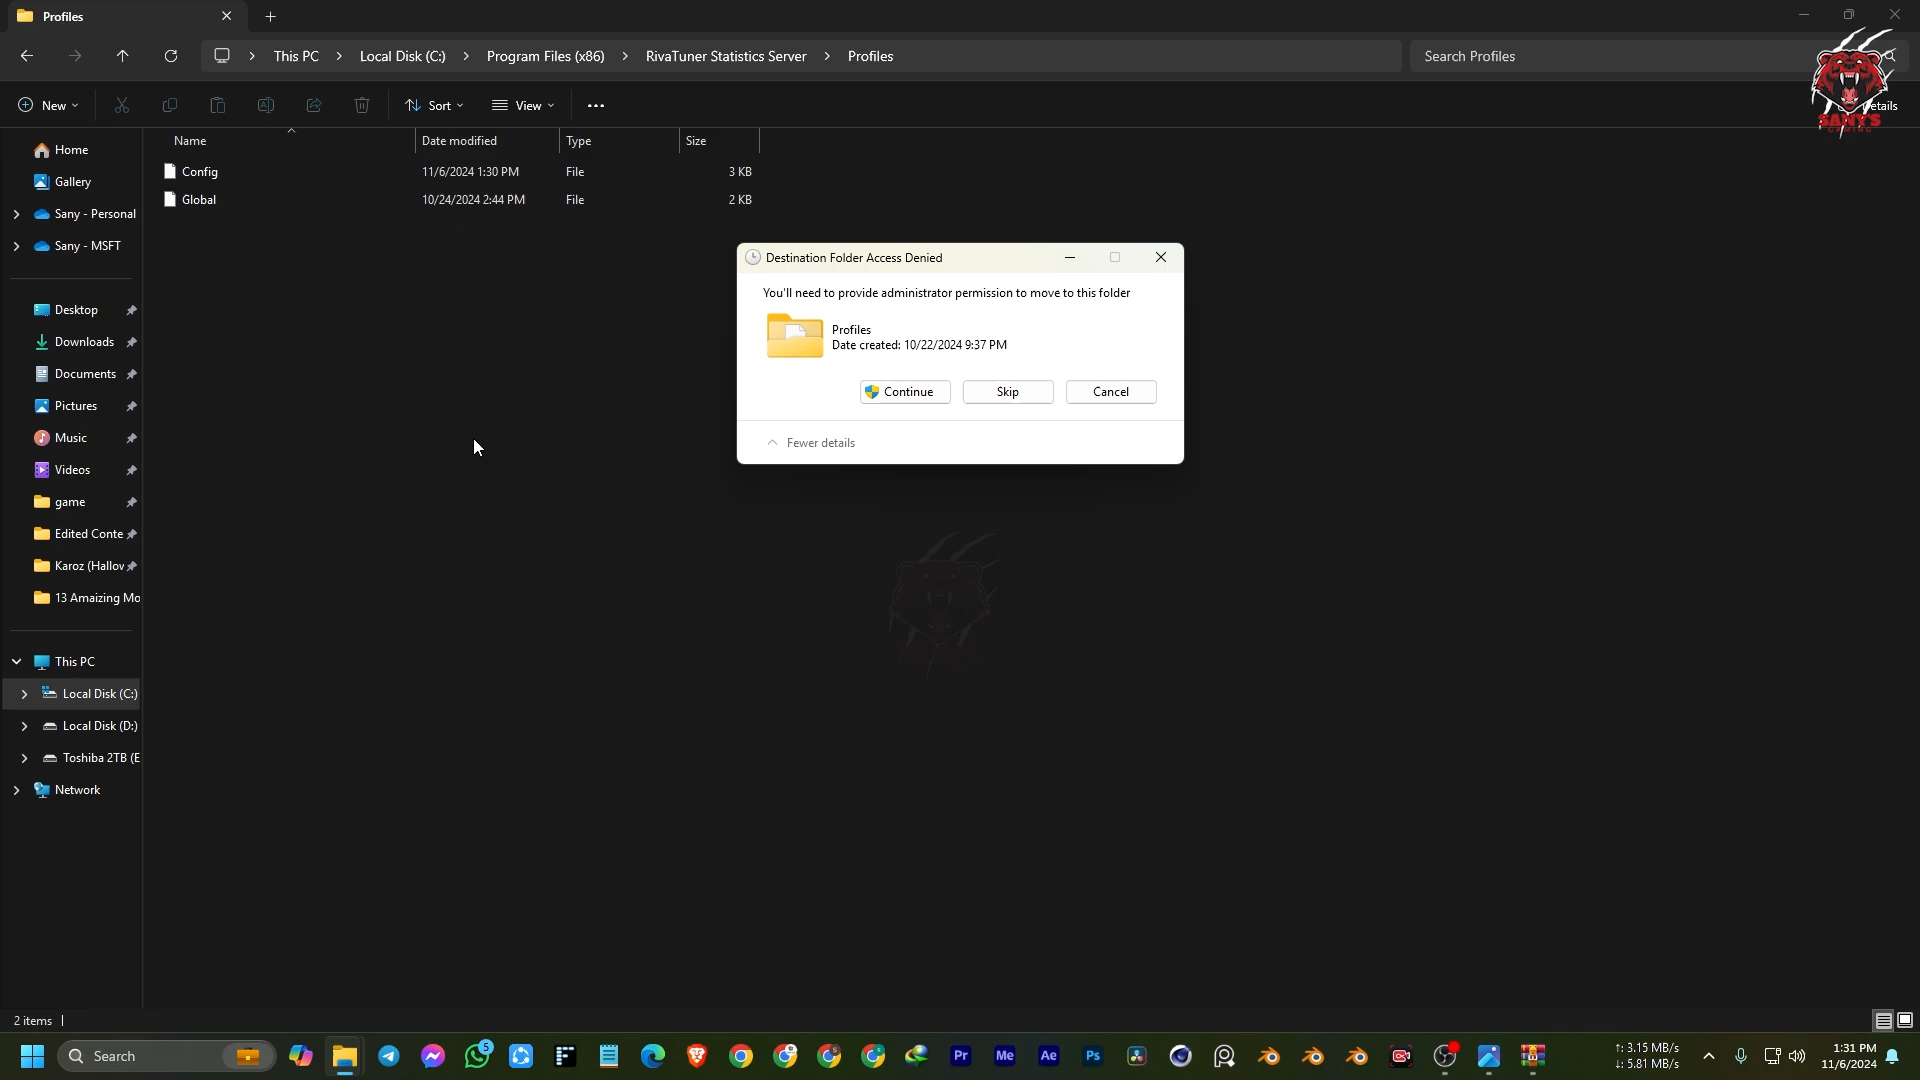 Profiles
This PC
Local Disk (C:)
Program Files (x86)
RivaTuner Statistics Server
Profiles
Search Profiles
New
Sort
View
etails
SANY'S
GAMING
Name
Date modified
Type
Size
Config
11/6/2024 1:30 PM
File
3 KB
Global
10/24/2024 2:44 PM
File
2 KB
Home
Gallery
Sany - Personal
Sany - MSFT
Desktop
Downloads
Documents
Pictures
Music
Videos
game
Edited Conte
Karoz (Hallov
13 Amaizing Mo
This PC
Local Disk (C:)
Local Disk (D:)
Toshiba 2TB (E
Network
Destination Folder Access Denied
You'll need to provide administrator permission to move to this folder
Profiles
Date created: 10/22/2024 9:37 PM
Continue
Skip
Cancel
Fewer details
2 items
Search
5
Pr
Me
Ae
Ps
↑: 3.15 MB/s
↓: 5.81 MB/s
1:31 PM
11/6/2024